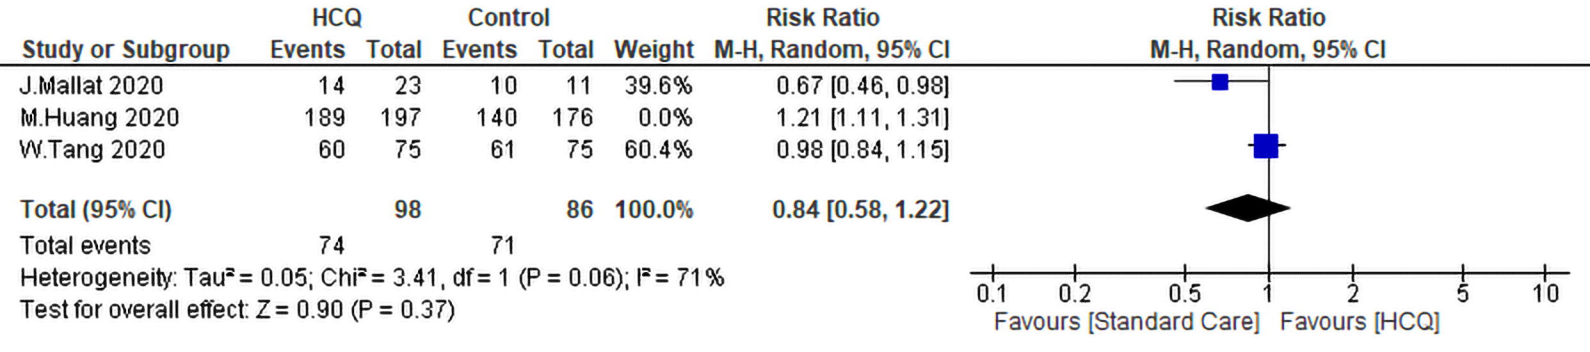 HCQ Control Risk Ratio Risk Ratio
Study or Subgroup Events Total Events Total Weight M-H, Random, 95% CI M-H, Random, 95% CI
J.Mallat 2020 14 23 10 11 39.6% 0.67 [0.46, 0.98]
M.Huang 2020 189 197 140 176 0.0% 1.21 [1.11, 1.31]
W.Tang 2020 60 75 61 75 60.4% 0.98 [0.84, 1.15]
Total (95% CI) 98 86 100.0% 0.84 [0.58, 1.22]
Total events 74 71
Heterogeneity: Tau² = 0.05; Chi² = 3.41, df = 1 (P = 0.06); I² = 71%
Test for overall effect: Z = 0.90 (P = 0.37)
0.1 0.2 0.5 1 2 5 10
Favours [Standard Care] Favours [HCQ]